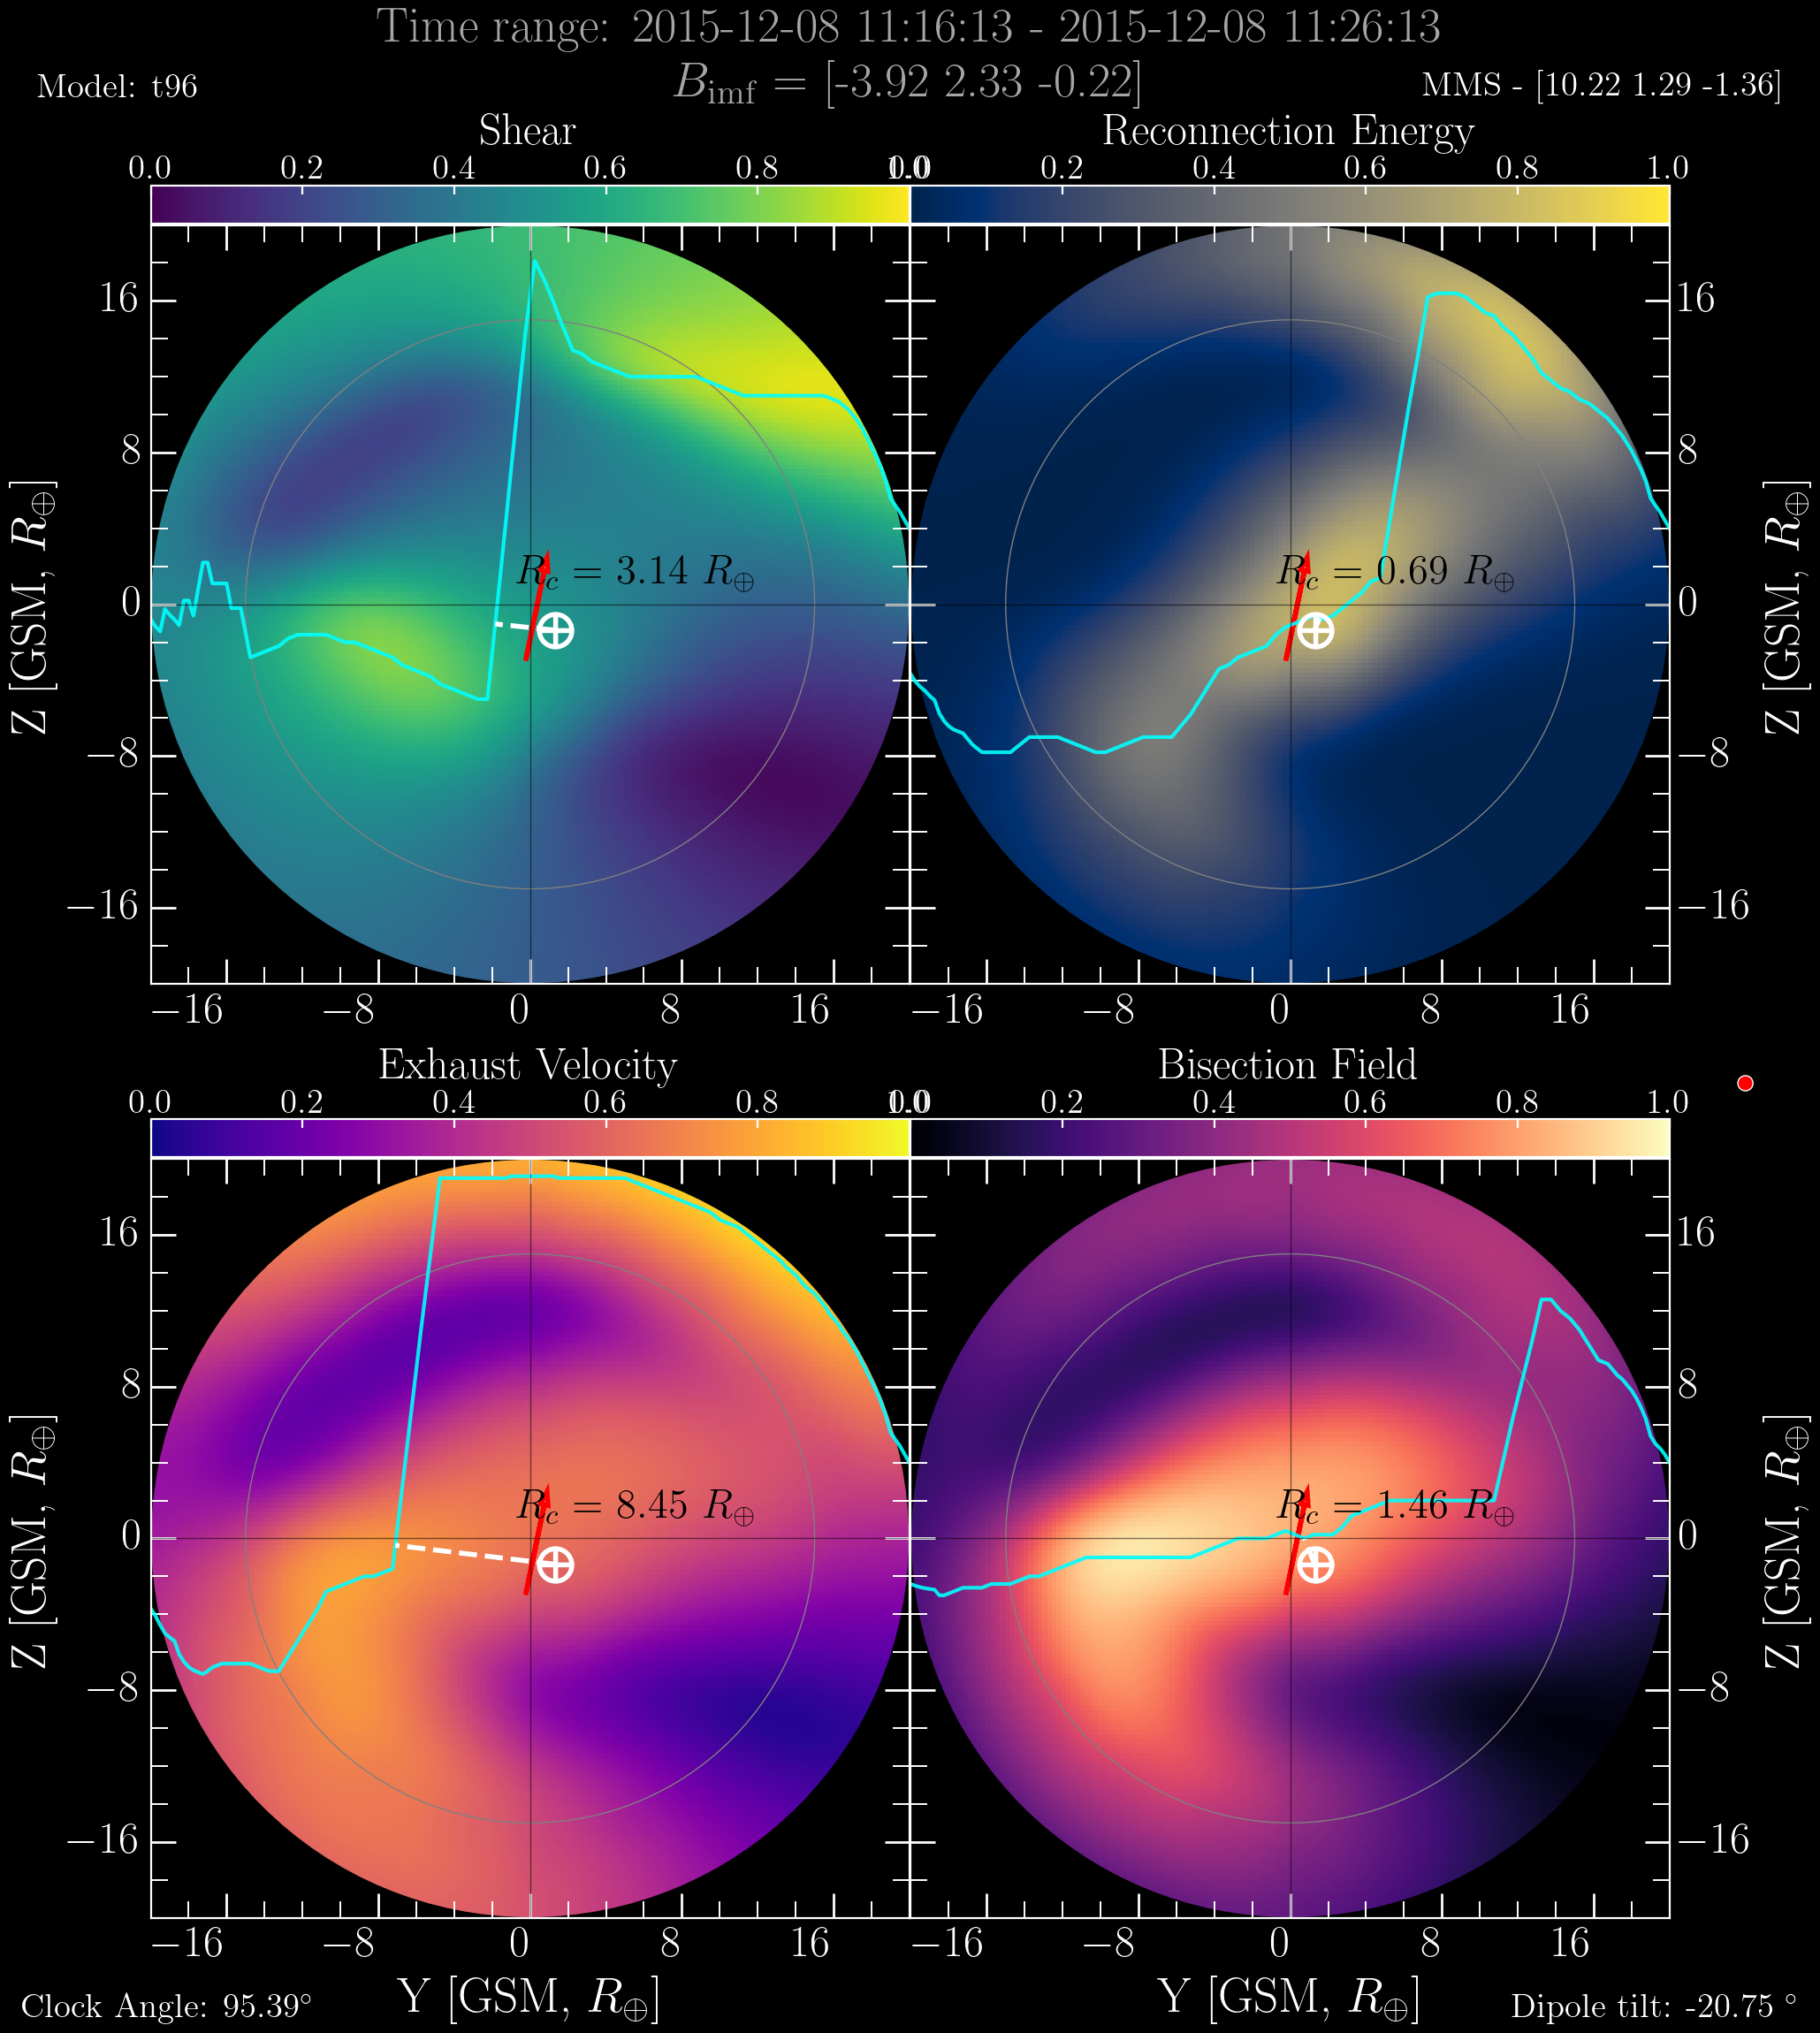 Time range: 2015-12-08 11:16:13 - 2015-12-08 11:26:13
Model: t96
B_imf = [-3.92 2.33 -0.22]
MMS - [10.22 1.29 -1.36]
Shear
Reconnection Energy
0.0 0.2 0.4 0.6 0.8 1.0
0.0 0.2 0.4 0.6 0.8 1.0
Z [GSM, R⊕]
16
8
0
−8
−16
R_c = 3.14 R⊕
R_c = 0.69 R⊕
16
8
0
−8
−16
Z [GSM, R⊕]
−16 −8 0 8 16
−16 −8 0 8 16
Exhaust Velocity
Bisection Field
0.0 0.2 0.4 0.6 0.8 1.0
0.0 0.2 0.4 0.6 0.8 1.0
Z [GSM, R⊕]
16
8
0
−8
−16
R_c = 8.45 R⊕
R_c = 1.46 R⊕
16
8
0
−8
−16
Z [GSM, R⊕]
−16 −8 0 8 16
−16 −8 0 8 16
Clock Angle: 95.39°
Y [GSM, R⊕]
Y [GSM, R⊕]
Dipole tilt: -20.75 °